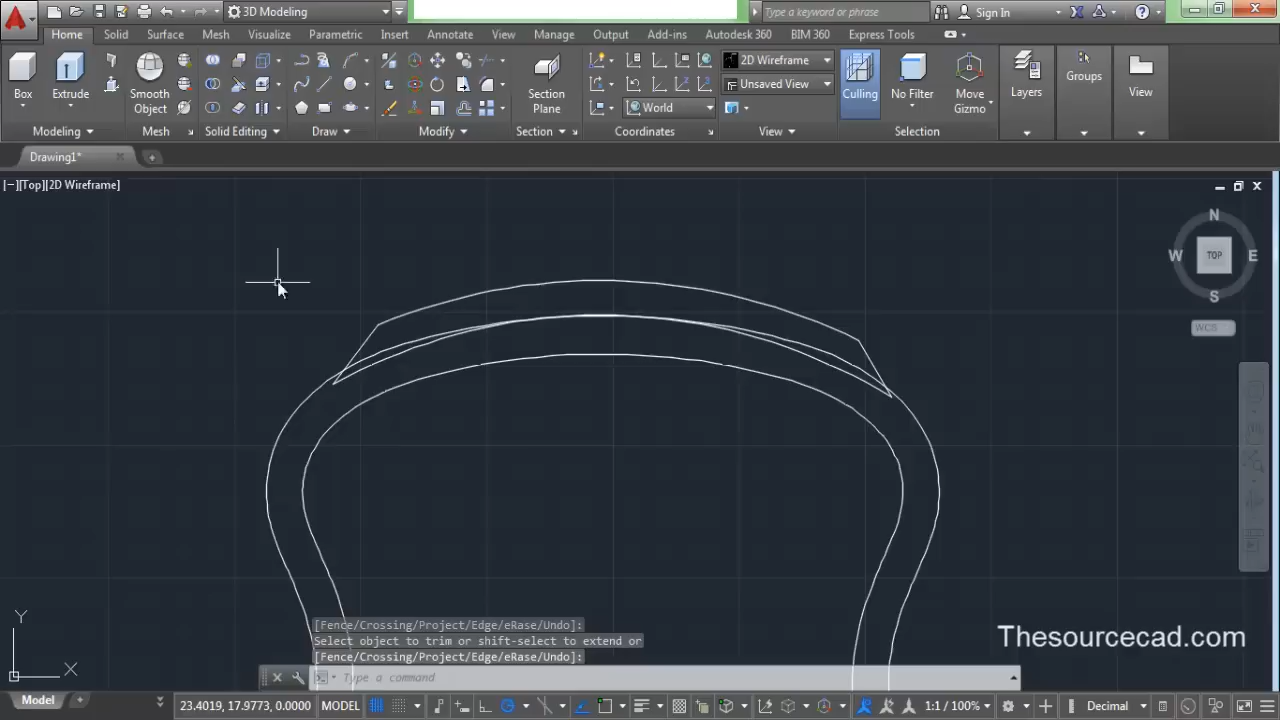 3D Modeling
Type a keyword or phrase
Sign In
Home Solid Surface Mesh Visualize Parametric Insert Annotate View Manage Output Add-ins Autodesk 360 BIM 360 Express Tools
Box
Extrude
Smooth
Object
Section
Plane
World
2D Wireframe
Unsaved View
Culling
No Filter
Move
Gizmo
Layers
Groups
View
Modeling Mesh Solid Editing Draw Modify Section Coordinates View Selection
Drawing1*
[−][Top][2D Wireframe]
N
W
TOP
E
S
WCS
Y
X
[Fence/Crossing/Project/Edge/eRase/Undo]:
Select object to trim or shift-select to extend or
[Fence/Crossing/Project/Edge/eRase/Undo]:
Type a command
Thesourcecad.com
Model
23.4019, 17.9773, 0.0000 MODEL
1:1 / 100%
Decimal